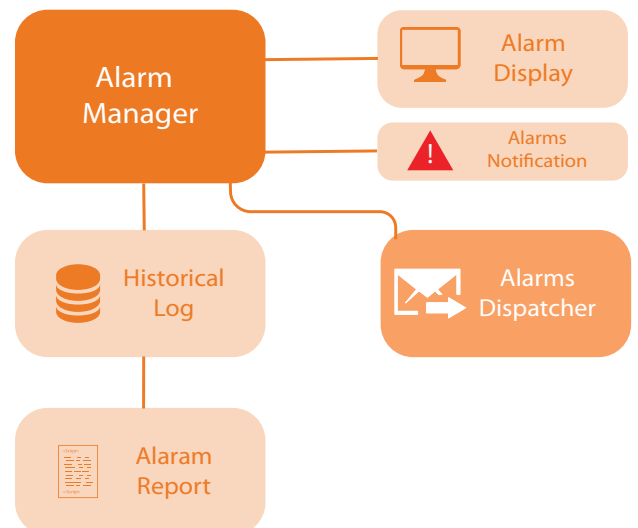 Alarm
Manager
Alarm
Display
!
Alarms
Notification
Historical
Log
Alarms
Dispatcher
Alaram
Report